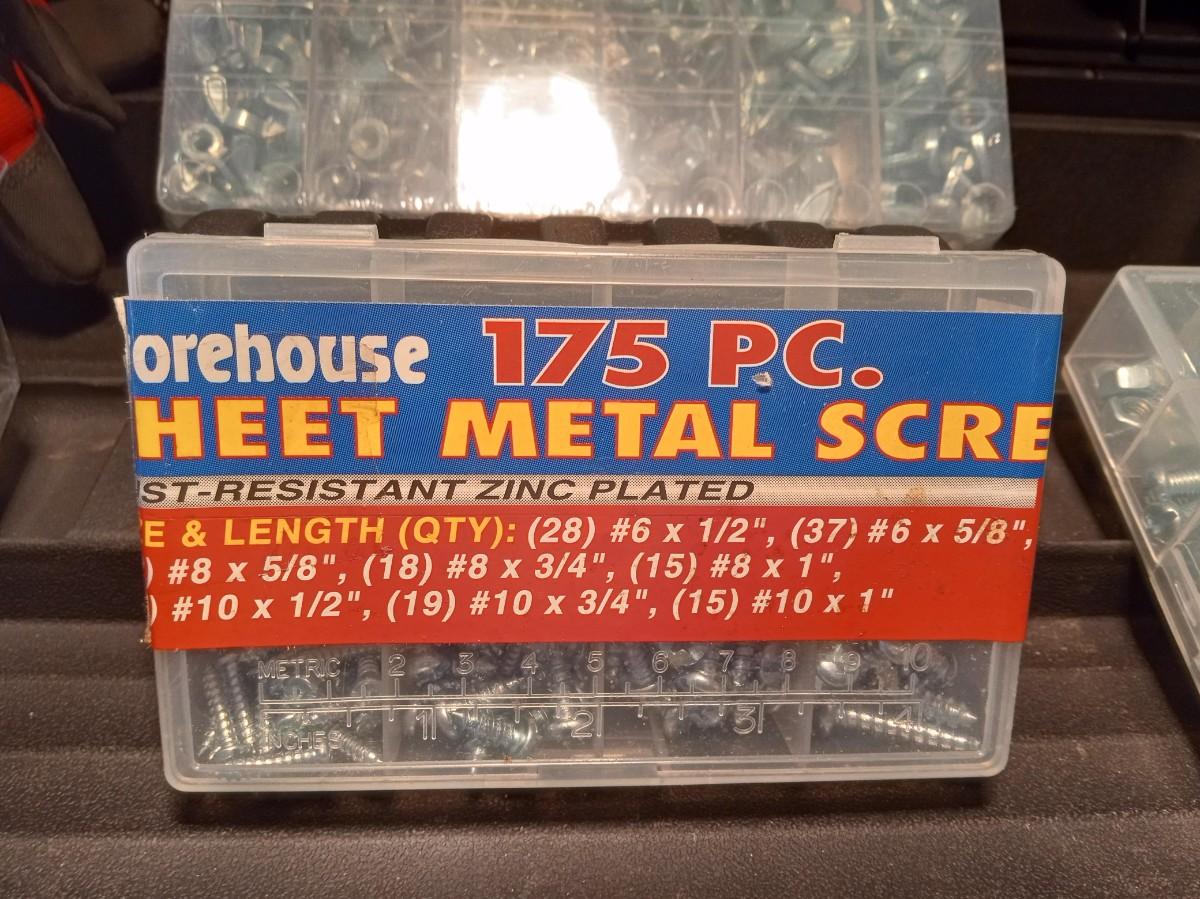 orehouse 175 PC.
HEET METAL SCRE
ST-RESISTANT ZINC PLATED
E & LENGTH (QTY): (28) #6 x 1/2", (37) #6 x 5/8",
) #8 x 5/8", (18) #8 x 3/4", (15) #8 x 1",
) #10 x 1/2", (19) #10 x 3/4", (15) #10 x 1"
METRIC 2 3 4 5 6 7 8 9 10
1 2 3 4
INCHES